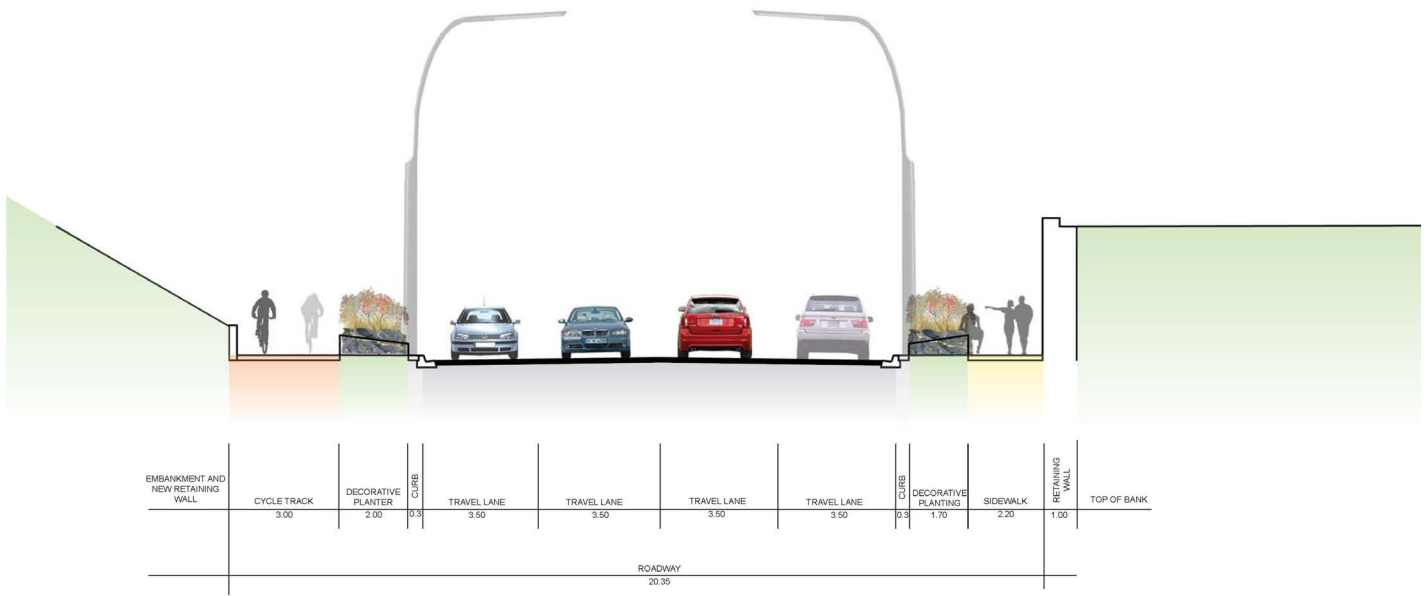 EMBANKMENT AND
NEW RETAINING
WALL
CYCLE TRACK
3.00
DECORATIVE
PLANTER
2.00
CURB
0.3
TRAVEL LANE
3.50
TRAVEL LANE
3.50
TRAVEL LANE
3.50
TRAVEL LANE
3.50
CURB
0.3
DECORATIVE
PLANTING
1.70
SIDEWALK
2.20
RETAINING
WALL
1.00
TOP OF BANK
ROADWAY
20.35